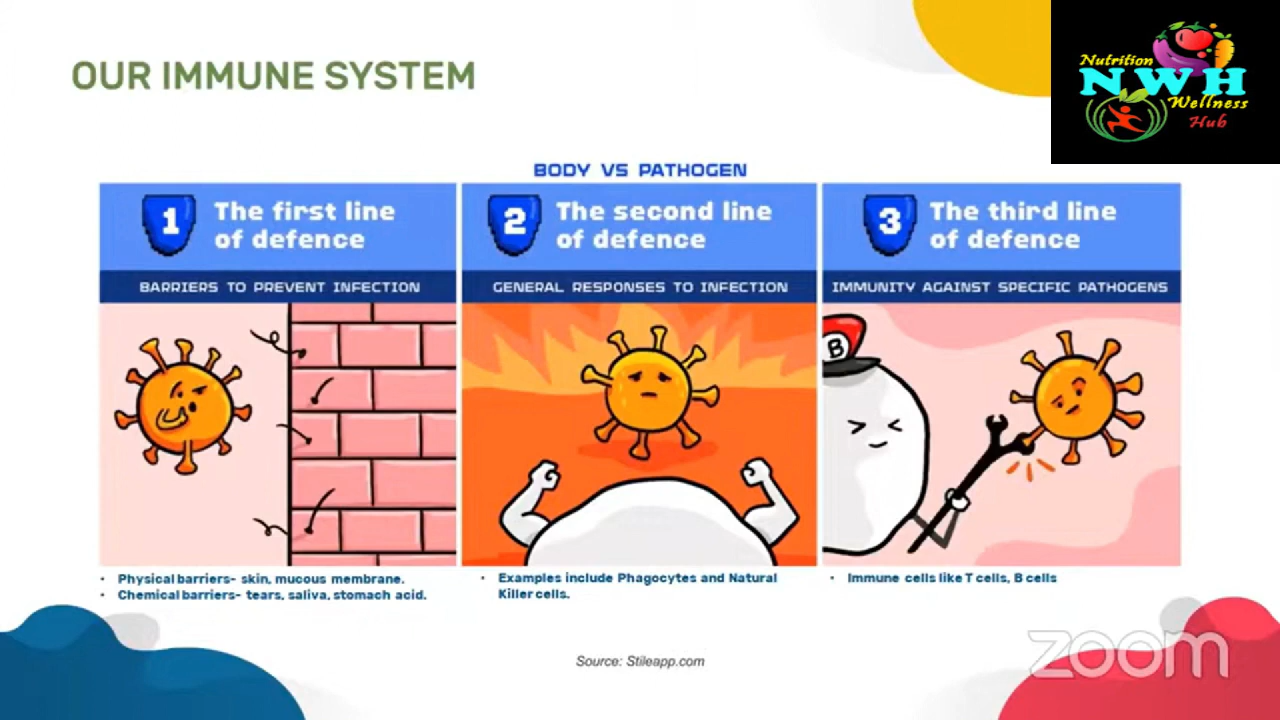 OUR IMMUNE SYSTEM
Nutrition
NWH
Wellness
Hub
BODY VS PATHOGEN
1
The first line
of defence
BARRIERS TO PREVENT INFECTION
2
The second line
of defence
GENERAL RESPONSES TO INFECTION
3
The third line
of defence
IMMUNITY AGAINST SPECIFIC PATHOGENS
B
• Physical barriers- skin, mucous membrane.
• Chemical barriers- tears, saliva, stomach acid.
• Examples include Phagocytes and Natural
Killer cells.
• Immune cells like T cells, B cells
Source: Stileapp.com
zoom